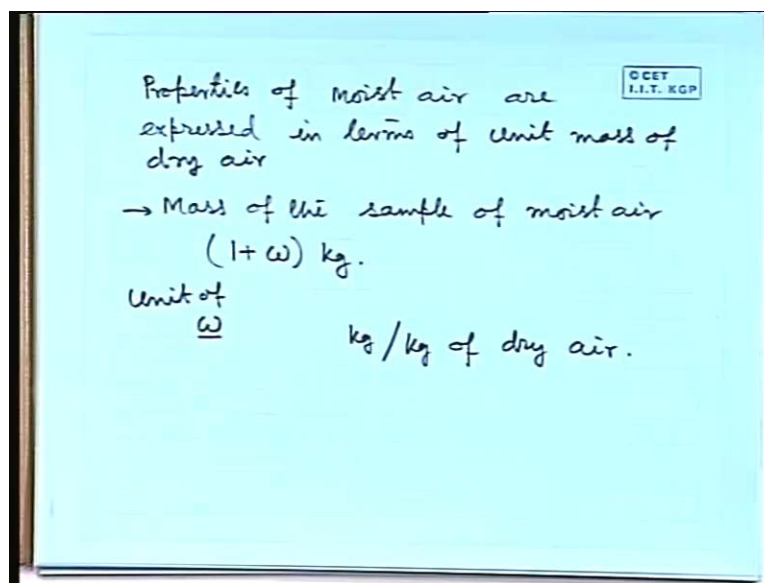 Properties of moist air are
© CET
I.I.T. KGP
expressed in terms of unit mass of
dry air
→ Mass of the sample of moist air
(1+ ω) kg.
Unit of
ω
kg/kg of dry air.